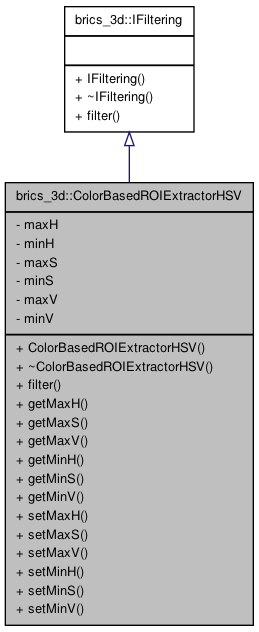 brics_3d::IFiltering
+ IFiltering()
+ ~IFiltering()
+ filter()
brics_3d::ColorBasedROIExtractorHSV
- maxH
- minH
- maxS
- minS
- maxV
- minV
+ ColorBasedROIExtractorHSV()
+ ~ColorBasedROIExtractorHSV()
+ filter()
+ getMaxH()
+ getMaxS()
+ getMaxV()
+ getMinH()
+ getMinS()
+ getMinV()
+ setMaxH()
+ setMaxS()
+ setMaxV()
+ setMinH()
+ setMinS()
+ setMinV()